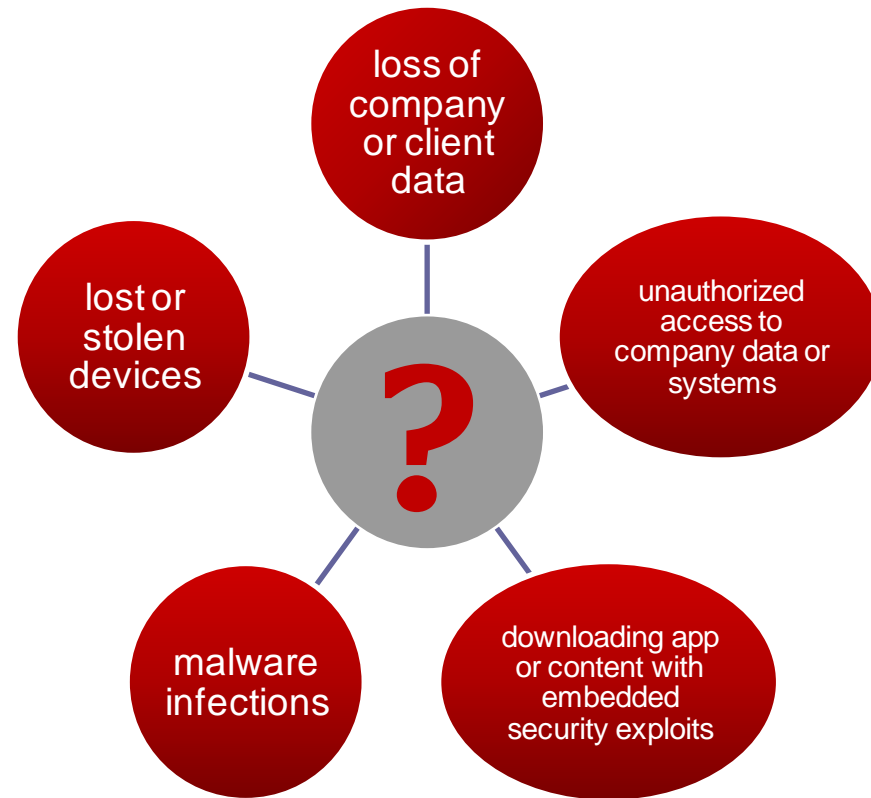 loss of
company
or client
data
unauthorized
access to
company data or
systems
downloading app
or content with
embedded
security exploits
malware
infections
lost or
stolen
devices
?